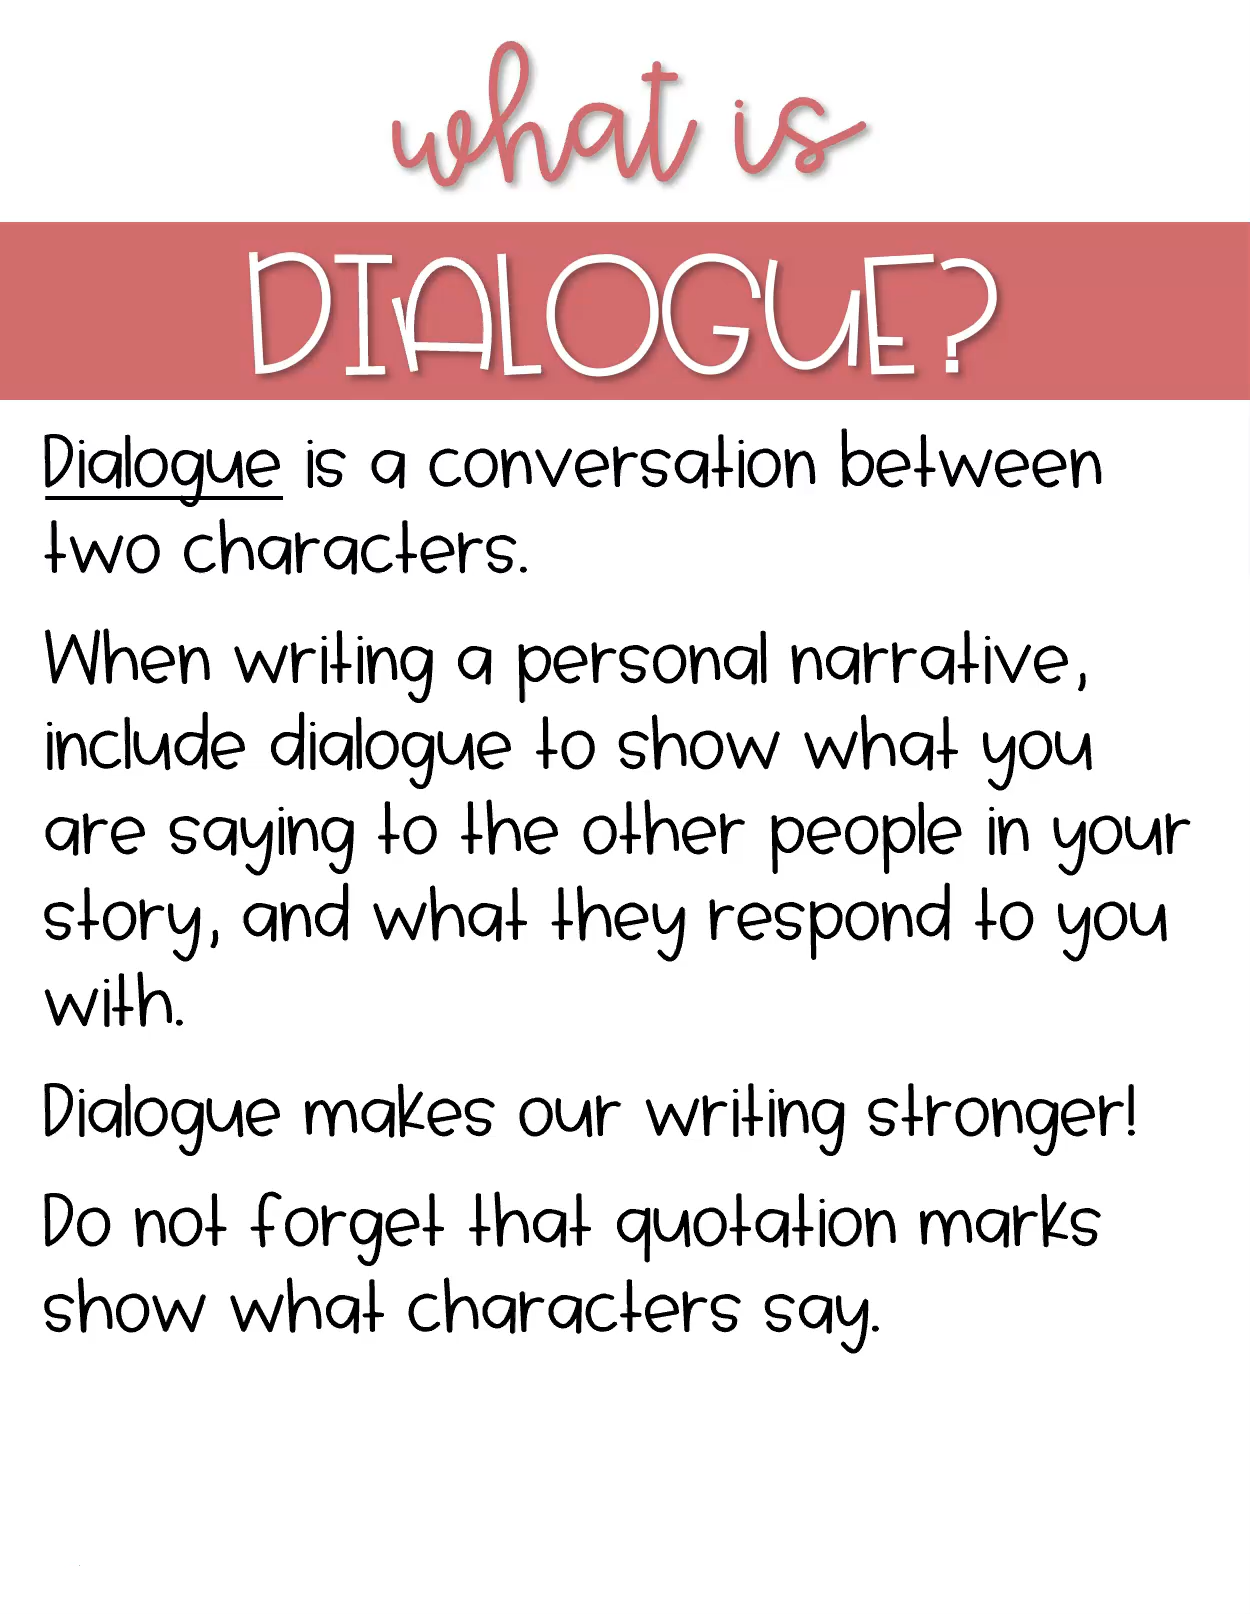 what is
DIALOGUE?
Dialogue is a conversation between
two characters.
When writing a personal narrative,
include dialogue to show what you
are saying to the other people in your
story, and what they respond to you
with.
Dialogue makes our writing stronger!
Do not forget that quotation marks
show what characters say.